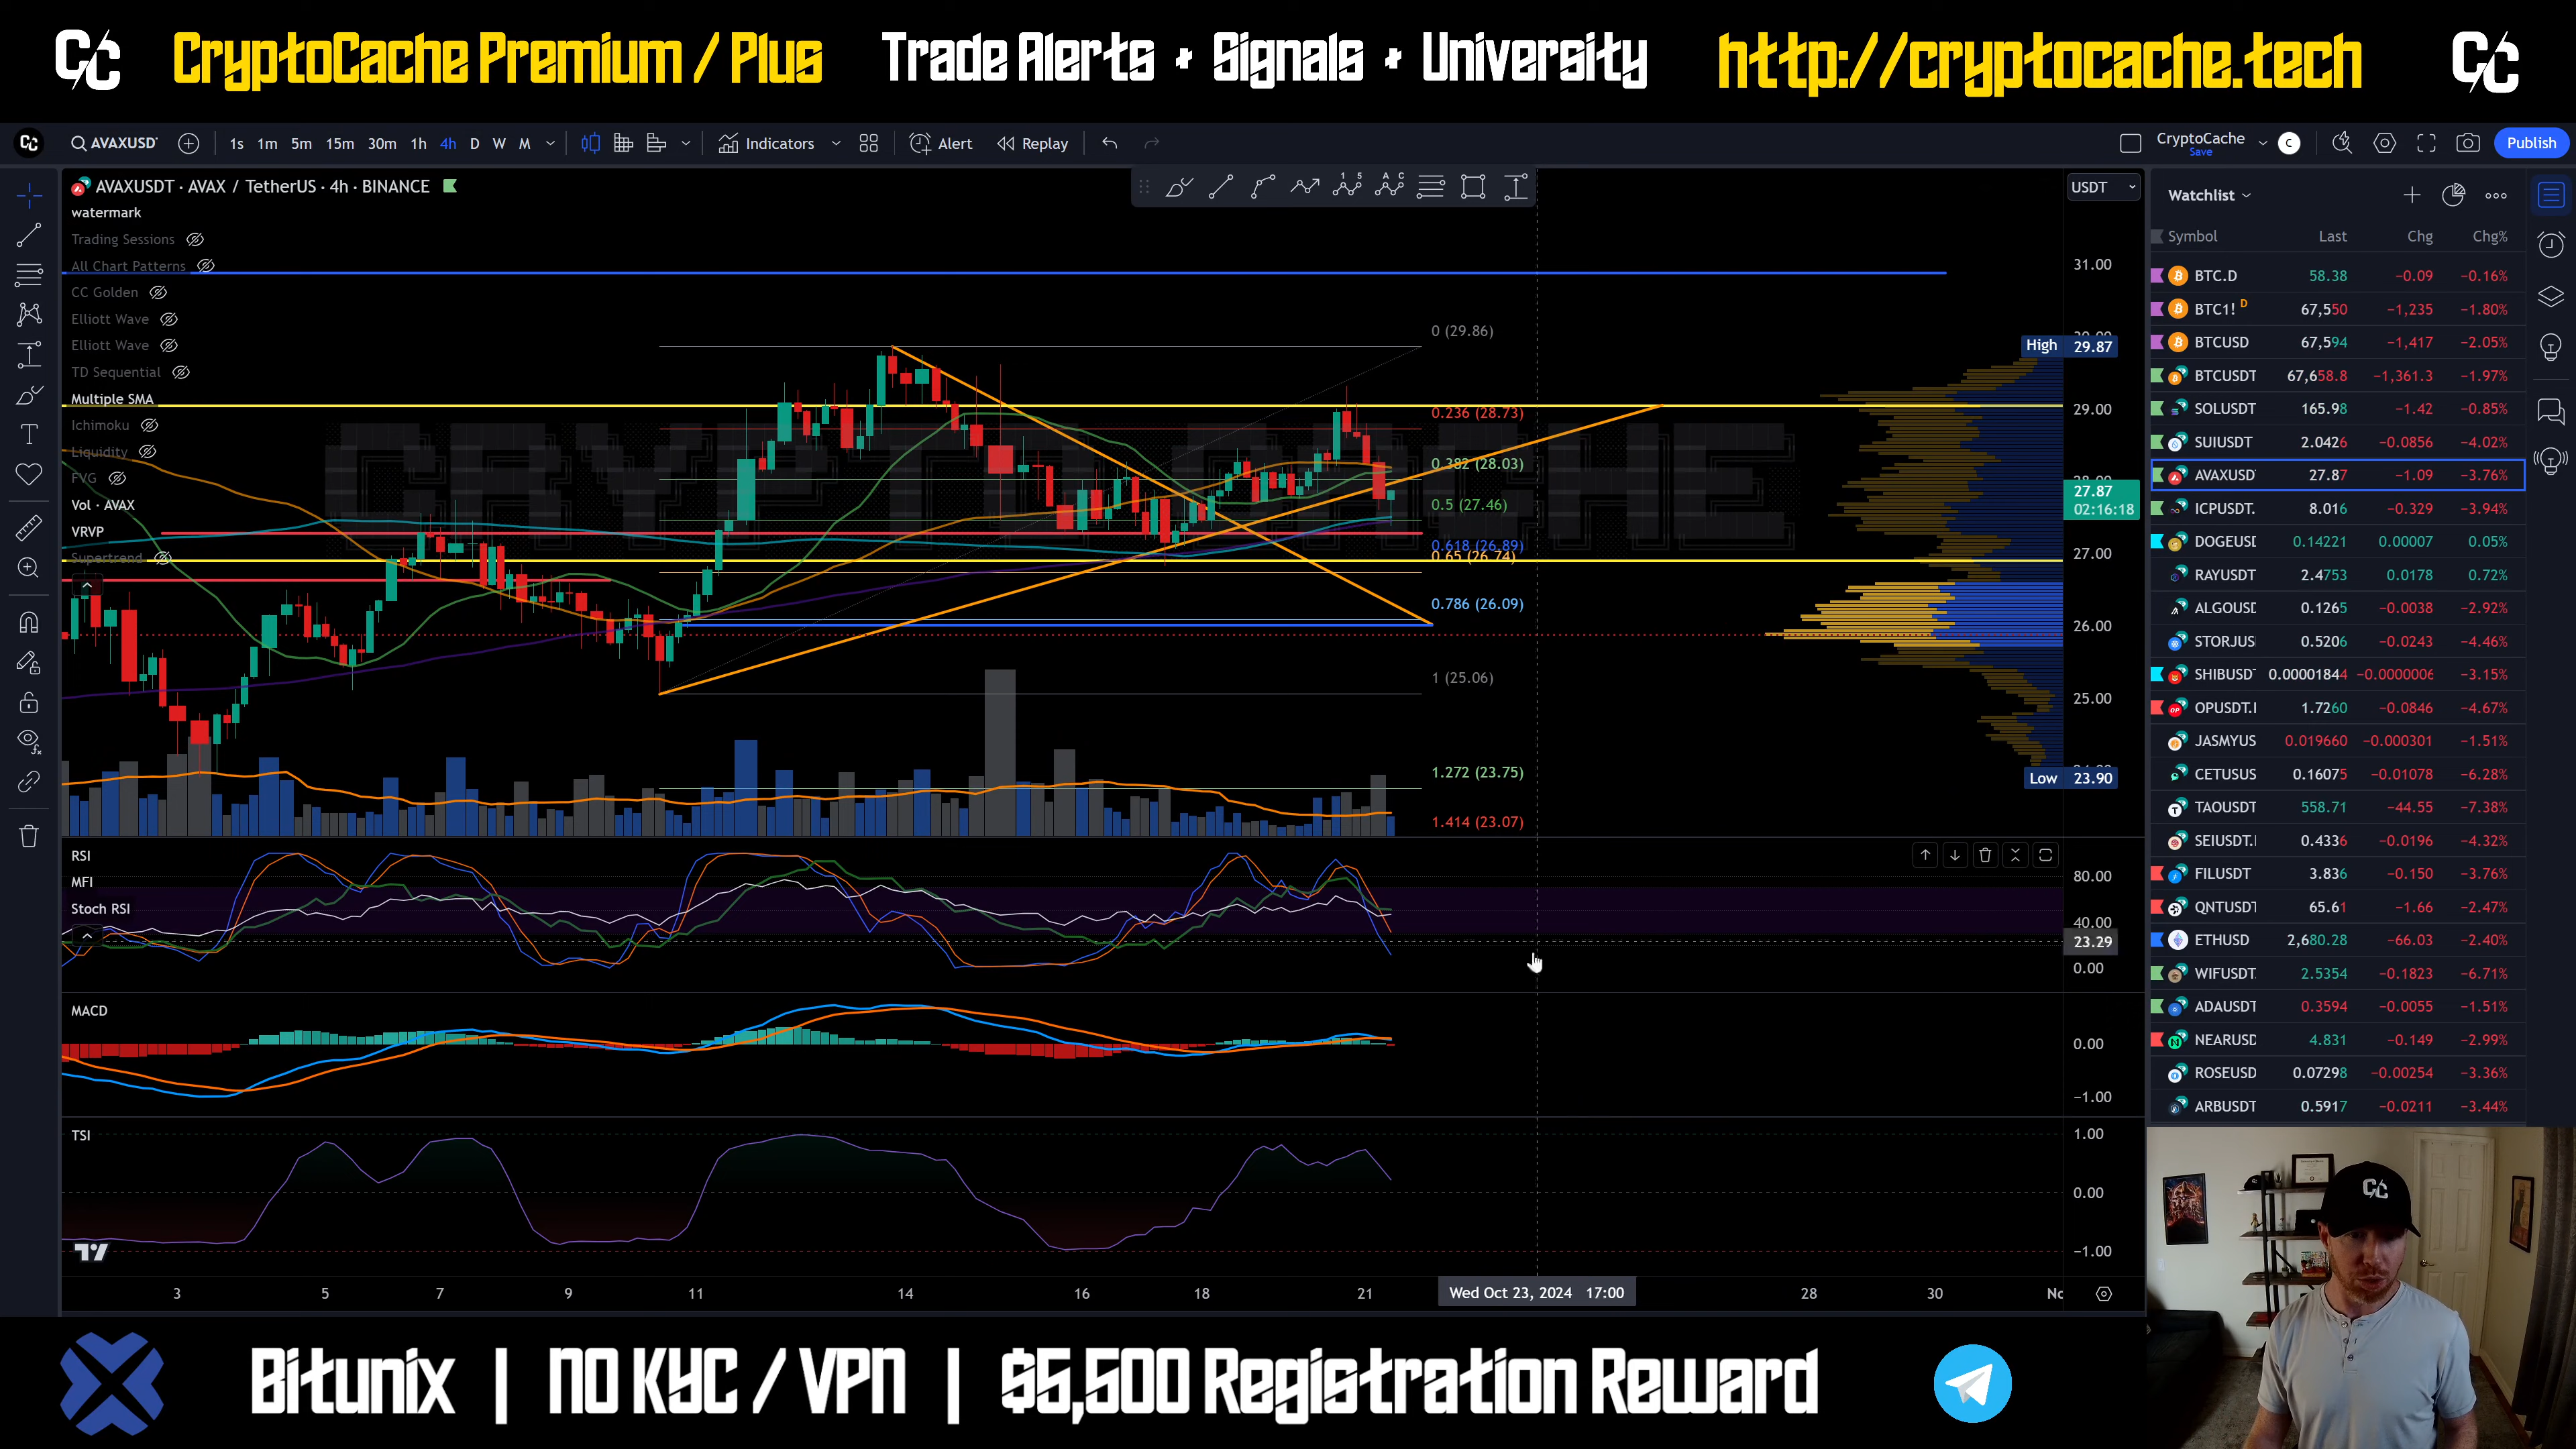 CC CryptoCache Premium / Plus Trade Alerts + Signals + University http://cryptocache.tech CC
AVAXUSDT 1s 1m 5m 15m 30m 1h 4h D W M Indicators Alert Replay CryptoCache Save C Publish
AVAXUSDT · AVAX / TetherUS · 4h · BINANCE
watermark
Trading Sessions
All Chart Patterns
CC Golden
Elliott Wave
Elliott Wave
TD Sequential
Multiple SMA
Ichimoku
Liquidity
FVG
Vol · AVAX
VRVP
Supertrend
0 (29.86)
0.236 (28.73)
0.382 (28.03)
0.5 (27.46)
0.618 (26.89)
0.65 (26.74)
0.786 (26.09)
1 (25.06)
1.272 (23.75)
1.414 (23.07)
USDT
31.00
High 29.87
29.00
27.87
02:16:18
27.00
26.00
25.00
Low 23.90
RSI
MFI
Stoch RSI
80.00
40.00
23.29
0.00
MACD
0.00
−1.00
TSI
1.00
0.00
−1.00
3 5 7 9 11 14 16 18 21 Wed Oct 23, 2024 17:00 28 30 No
Watchlist
Symbol Last Chg Chg%
BTC.D 58.38 −0.09 −0.16%
BTC1! D 67,550 −1,235 −1.80%
BTCUSD 67,594 −1,417 −2.05%
BTCUSDT 67,658.8 −1,361.3 −1.97%
SOLUSDT 165.98 −1.42 −0.85%
SUIUSDT 2.0426 −0.0856 −4.02%
AVAXUSD 27.87 −1.09 −3.76%
ICPUSDT. 8.016 −0.329 −3.94%
DOGEUSD 0.14221 0.00007 0.05%
RAYUSDT 2.4753 0.0178 0.72%
ALGOUSD 0.1265 −0.0038 −2.92%
STORJUS 0.5206 −0.0243 −4.46%
SHIBUSDT 0.00001844 −0.0000006 −3.15%
OPUSDT.I 1.7260 −0.0846 −4.67%
JASMYUS 0.019660 −0.000301 −1.51%
CETUSUS 0.16075 −0.01078 −6.28%
TAOUSDT 558.71 −44.55 −7.38%
SEIUSDT.I 0.4336 −0.0196 −4.32%
FILUSDT 3.836 −0.150 −3.76%
QNTUSDT 65.61 −1.66 −2.47%
ETHUSD 2,680.28 −66.03 −2.40%
WIFUSDT. 2.5354 −0.1823 −6.71%
ADAUSDT 0.3594 −0.0055 −1.51%
NEARUSD 4.831 −0.149 −2.99%
ROSEUSD 0.07298 −0.00254 −3.36%
ARBUSDT 0.5917 −0.0211 −3.44%
CC
Bitunix | NO KYC / VPN | $5,500 Registration Reward